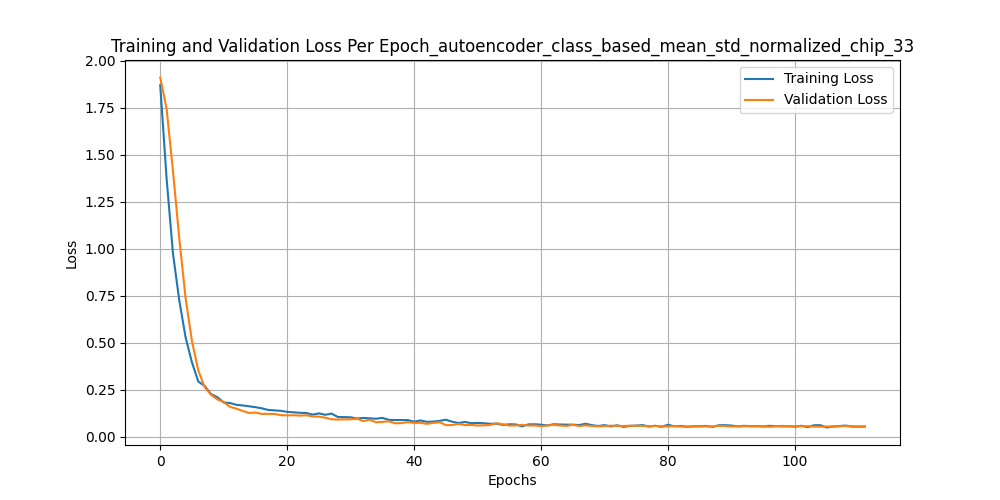 Training and Validation Loss Per Epoch_autoencoder_class_based_mean_std_normalized_chip_33
Training Loss
Validation Loss
2.00
1.75
1.50
1.25
1.00
0.75
0.50
0.25
0.00
Loss
0 20 40 60 80 100
Epochs